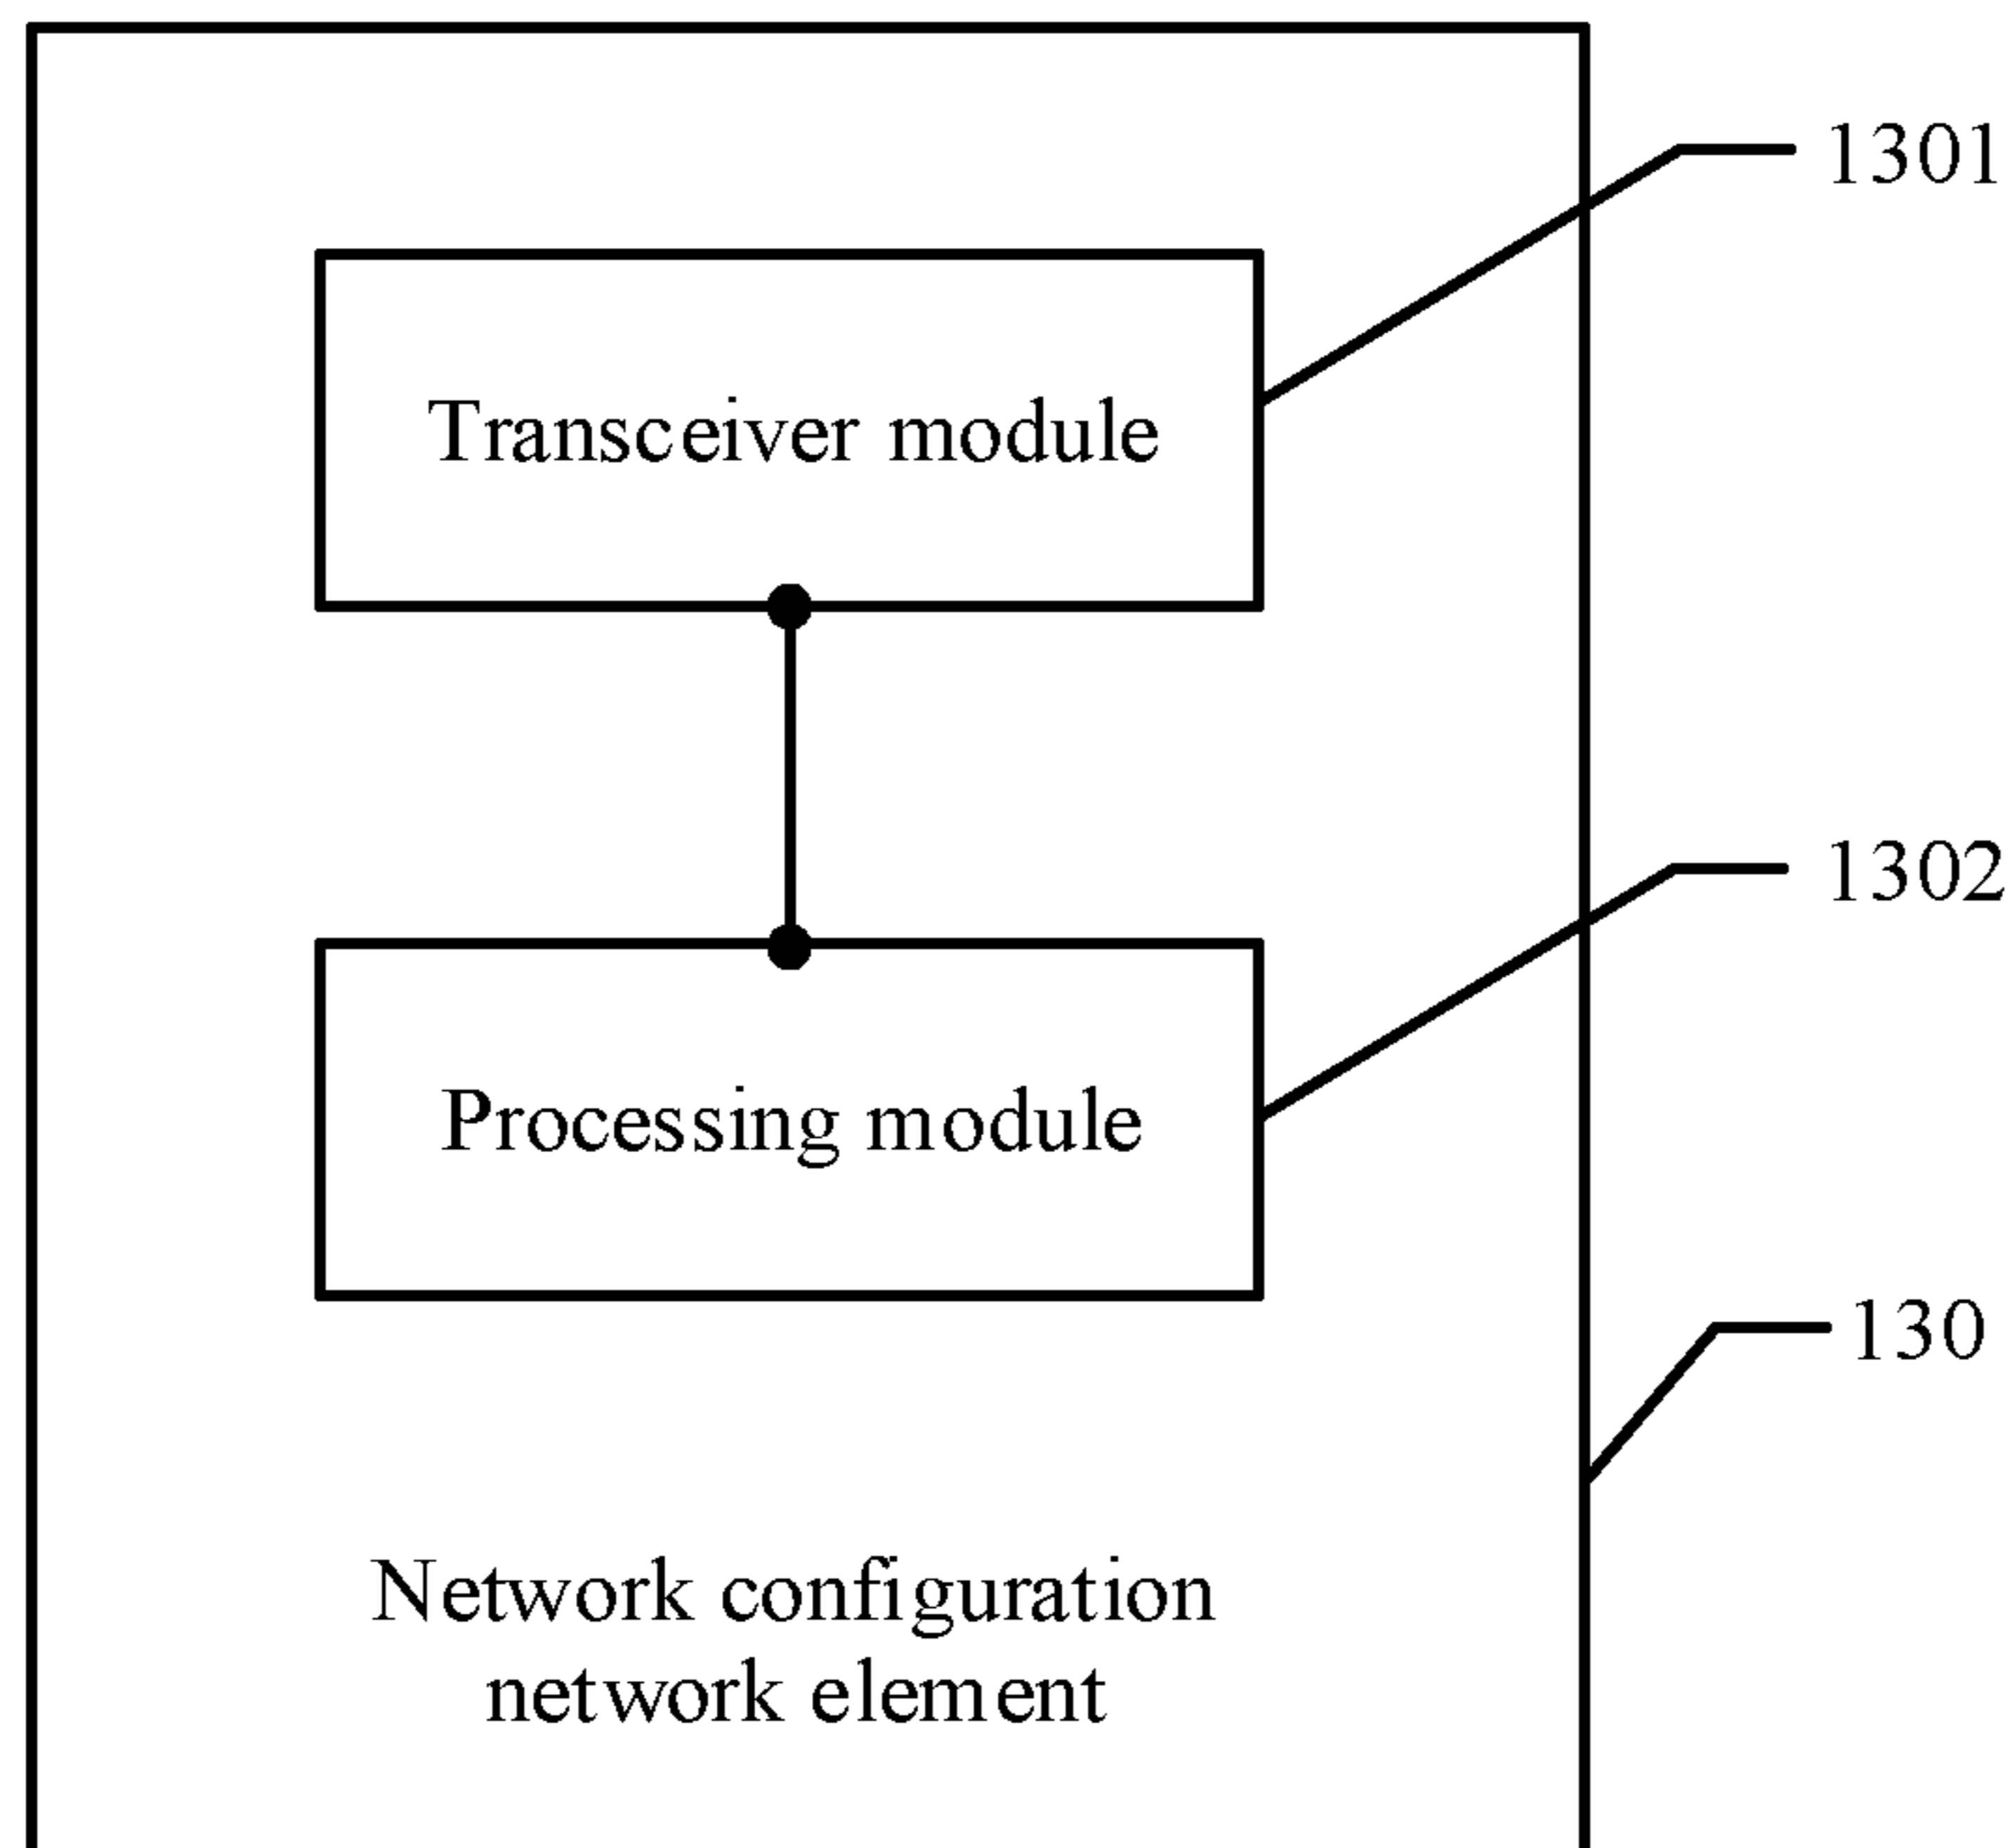 1301
Transceiver module
1302
Processing module
130
Network configuration
network element